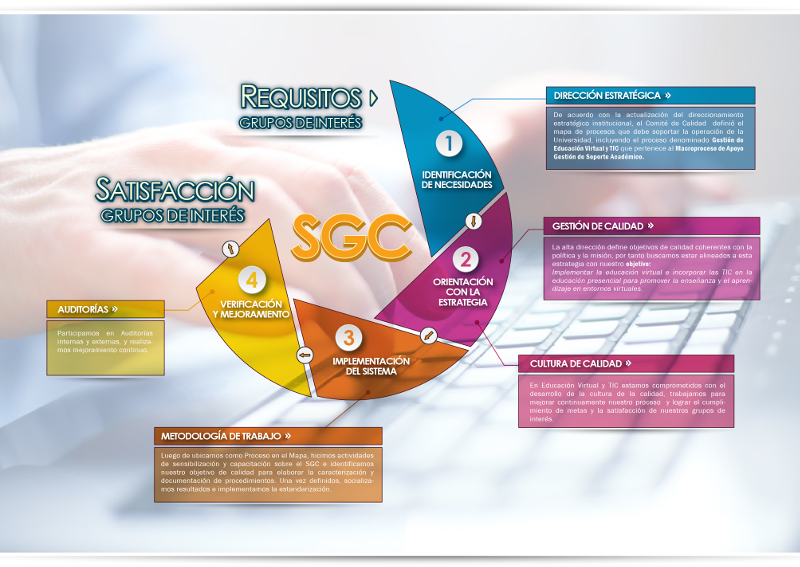 REQUISITOS
GRUPOS DE INTERÉS
SATISFACCIÓN
GRUPOS DE INTERÉS
SGC
1
IDENTIFICACIÓN
DE NECESIDADES
2
ORIENTACIÓN
CON LA
ESTRATEGIA
3
IMPLEMENTACIÓN
DEL SISTEMA
4
VERIFICACIÓN
Y MEJORAMIENTO
DIRECCIÓN ESTRATÉGICA »
De acuerdo con la actualización del direccionamiento
estratégico institucional, el Comité de Calidad definió el
mapa de procesos que debe soportar la operación de la
Universidad, incluyendo el proceso denominado Gestión de
Educación Virtual y TIC que pertenece al Macroproceso de Apoyo
Gestión de Soporte Académico.
GESTIÓN DE CALIDAD »
La alta dirección define objetivos de calidad coherentes con la
política y la misión, por tanto buscamos estar alineados a esta
estrategia con nuestro objetivo:
Implementar la educación virtual e incorporar las TIC en la
educación presencial para promover la enseñanza y el apren-
dizaje en entornos virtuales.
CULTURA DE CALIDAD »
En Educación Virtual y TIC estamos comprometidos con el
desarrollo de la cultura de la calidad, trabajamos para
mejorar continuamente nuestro proceso y lograr el cumpli-
miento de metas y la satisfacción de nuestros grupos de
interés.
METODOLOGÍA DE TRABAJO »
Luego de ubicarnos como Proceso en el Mapa, hicimos actividades
de sensibilización y capacitación sobre el SGC e identificamos
nuestro objetivo de calidad para elaborar la caracterización y
documentación de procedimientos. Una vez definidos, socializa-
mos resultados e implementamos la estandarización.
AUDITORÍAS »
Participamos en Auditorías
internas y externas, y realiza-
mos mejoramiento continuo.